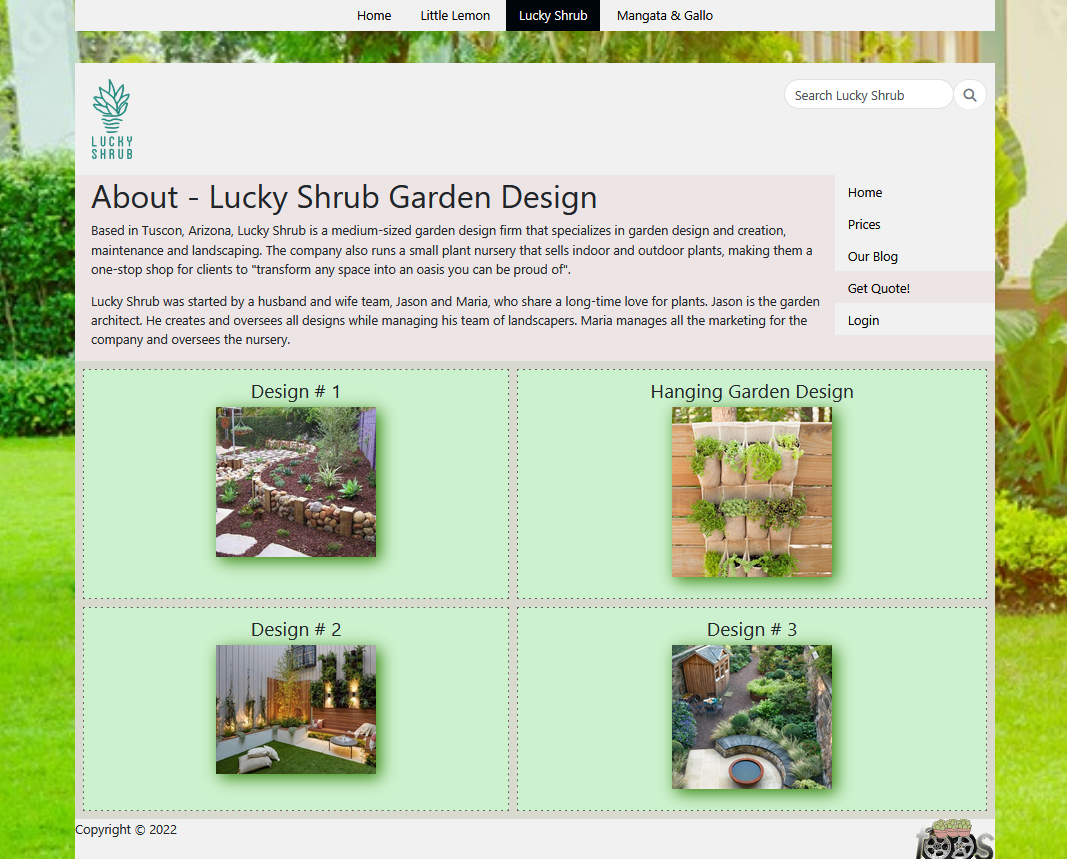 Home Little Lemon Lucky Shrub Mangata & Gallo
LUCKY
SHRUB
Search Lucky Shrub
About - Lucky Shrub Garden Design
Based in Tuscon, Arizona, Lucky Shrub is a medium-sized garden design firm that specializes in garden design and creation,
maintenance and landscaping. The company also runs a small plant nursery that sells indoor and outdoor plants, making them a
one-stop shop for clients to "transform any space into an oasis you can be proud of".
Lucky Shrub was started by a husband and wife team, Jason and Maria, who share a long-time love for plants. Jason is the garden
architect. He creates and oversees all designs while managing his team of landscapers. Maria manages all the marketing for the
company and oversees the nursery.
Home
Prices
Our Blog
Get Quote!
Login
Design # 1
Hanging Garden Design
Design # 2
Design # 3
Copyright © 2022